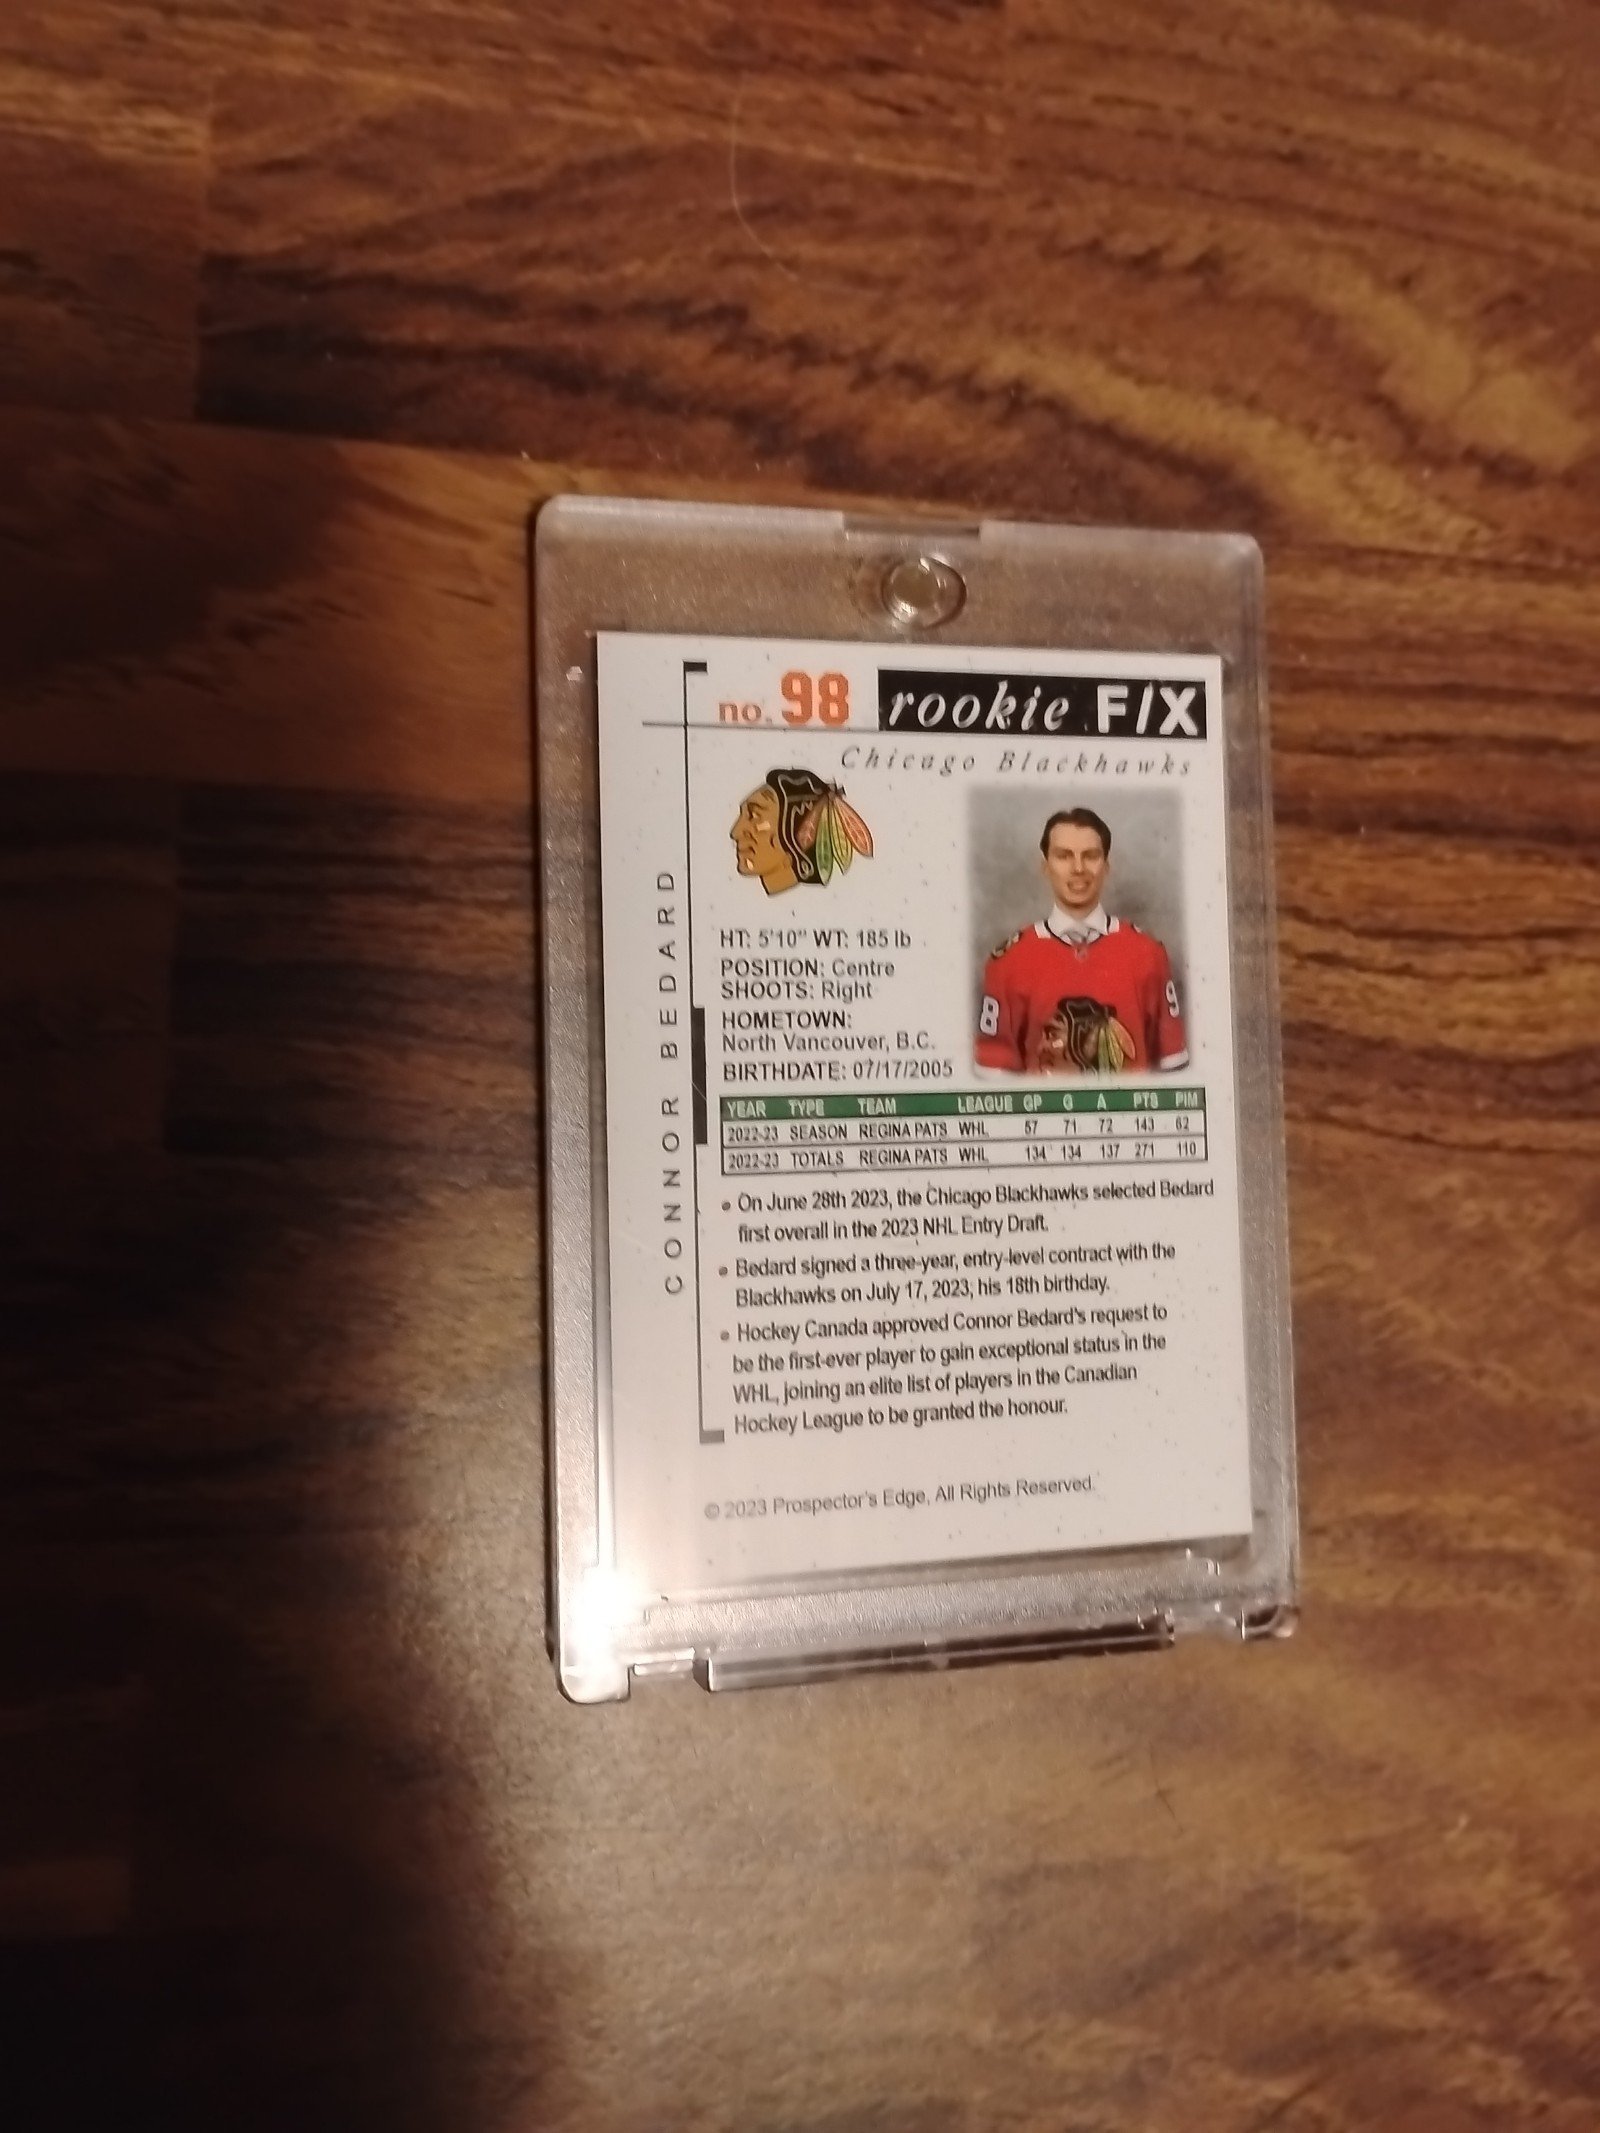 no. 98 rookie F/X
Chicago Blackhawks
CONNOR BEDARD
HT: 5'10" WT: 185 lb
POSITION: Centre
SHOOTS: Right
HOMETOWN:
North Vancouver, B.C.
BIRTHDATE: 07/17/2005
8 9
YEAR TYPE TEAM LEAGUE GP G A PTS PIM
2022-23 SEASON REGINA PATS WHL 57 71 72 143 62
2022-23 TOTALS REGINA PATS WHL 134 134 137 271 110
• On June 28th 2023, the Chicago Blackhawks selected Bedard
first overall in the 2023 NHL Entry Draft.
• Bedard signed a three-year, entry-level contract with the
Blackhawks on July 17, 2023; his 18th birthday.
• Hockey Canada approved Connor Bedard's request to
be the first-ever player to gain exceptional status in the
WHL, joining an elite list of players in the Canadian
Hockey League to be granted the honour.
© 2023 Prospector's Edge, All Rights Reserved.